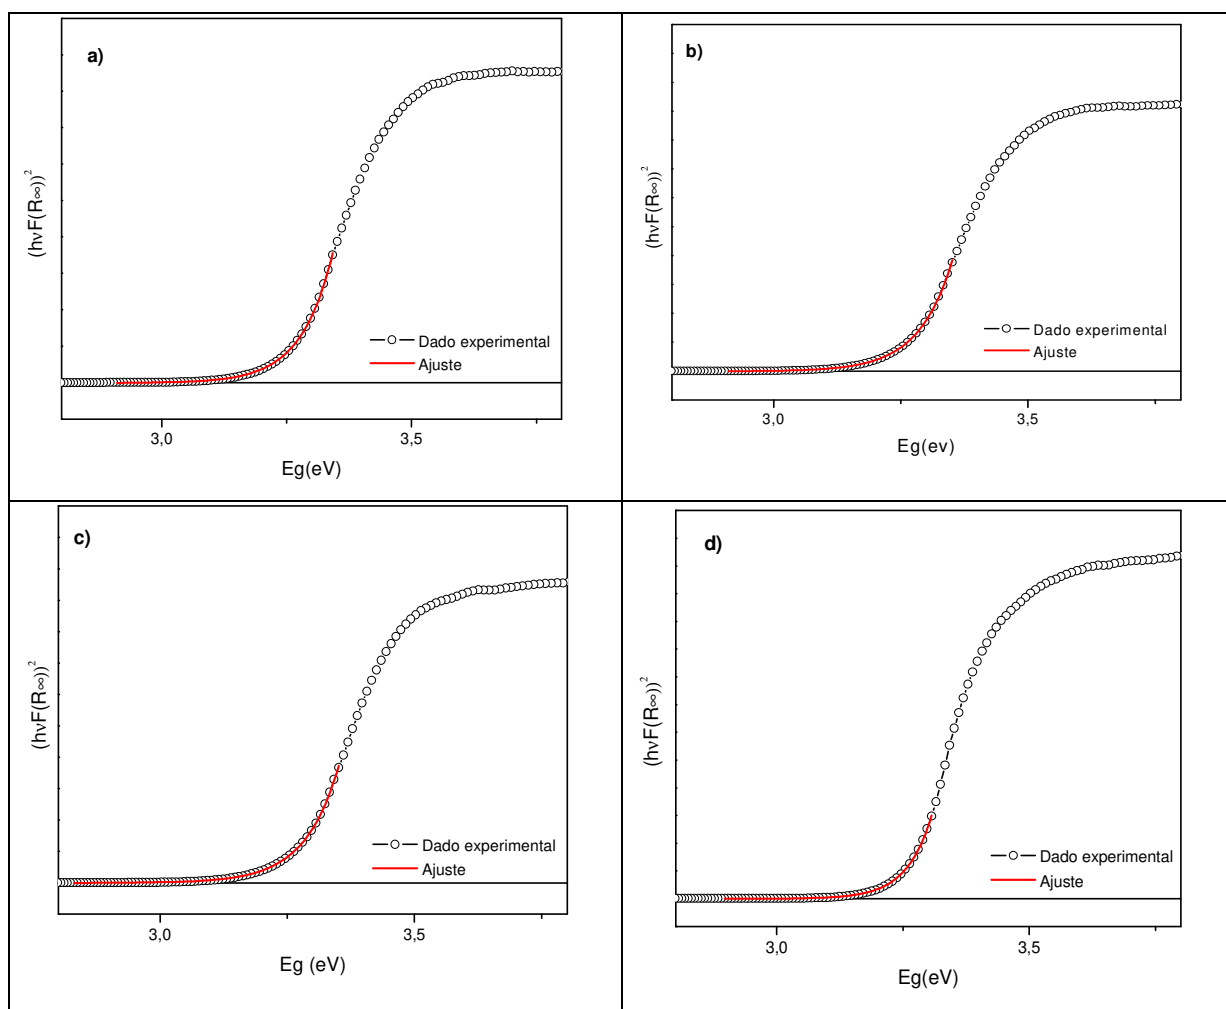 a)
(hνF(R∞))²
Dado experimental
Ajuste
3,0 3,5
Eg(eV)
b)
(hνF(R∞))²
Dado experimental
Ajuste
3,0 3,5
Eg(ev)
c)
(hνF(R∞))²
Dado experimental
Ajuste
3,0 3,5
Eg (eV)
d)
(hνF(R∞))²
Dado experimental
Ajuste
3,0 3,5
Eg(eV)